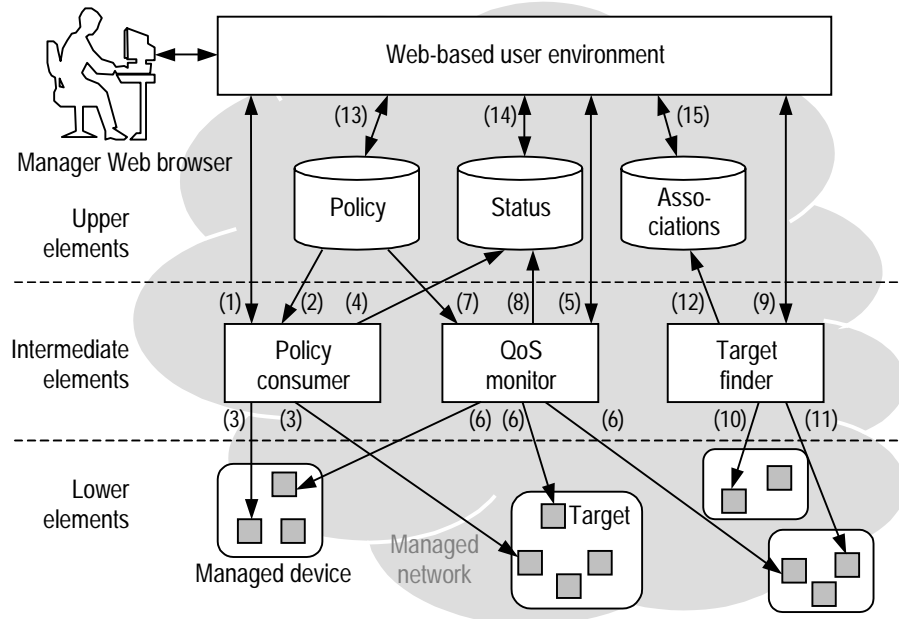 Web-based user environment
Manager Web browser
(13)
(14)
(15)
Policy
Status
Asso-
ciations
Upper
elements
(1)
(2)
(4)
(7)
(8)
(5)
(12)
(9)
Intermediate
elements
Policy
consumer
QoS
monitor
Target
finder
(3)
(3)
(6)
(6)
(6)
(10)
(11)
Lower
elements
Target
Managed device
Managed
network